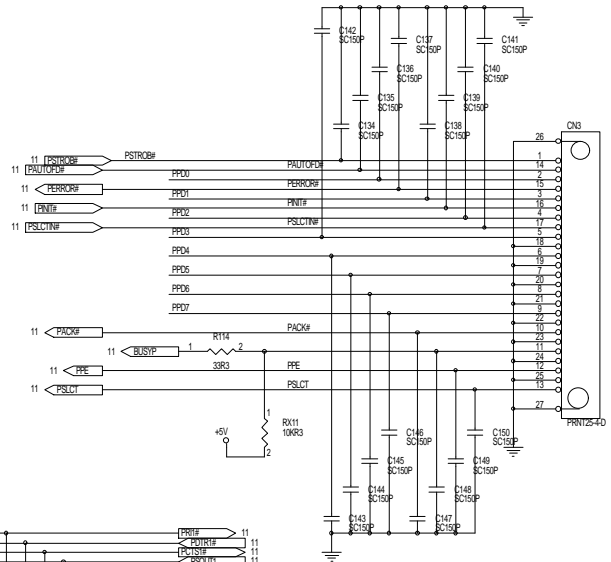 C142
SC150P
C137
SC150P
C141
SC150P
C136
SC150P
C140
SC150P
C135
SC150P
C139
SC150P
C134
SC150P
C138
SC150P
CN3
26
11 PSTROB# PSTROB# 1
11 PAUTOFD# PAUTOFD# 14
PPD0 2
11 PERROR# PERROR# 15
PPD1 3
11 PINIT# PINIT# 16
PPD2 4
11 PSLCTIN# PSLCTIN# 17
PPD3 5
18
PPD4 6
19
PPD5 7
20
PPD6 8
21
PPD7 9
22
11 PACK# PACK# 10
R114
23
11 BUSYP 1 2 11
33R3
24
11 PPE PPE 12
25
11 PSLCT PSLCT 13
27
PRNT25-4-D
1
RX11
10KR3
2
+5V
C146
SC150P
C150
SC150P
C145
SC150P
C149
SC150P
C144
SC150P
C148
SC150P
C143
SC150P
C147
SC150P
PRI1# 11
PDTR1# 11
PCTS1# 11
PSOUT1 11